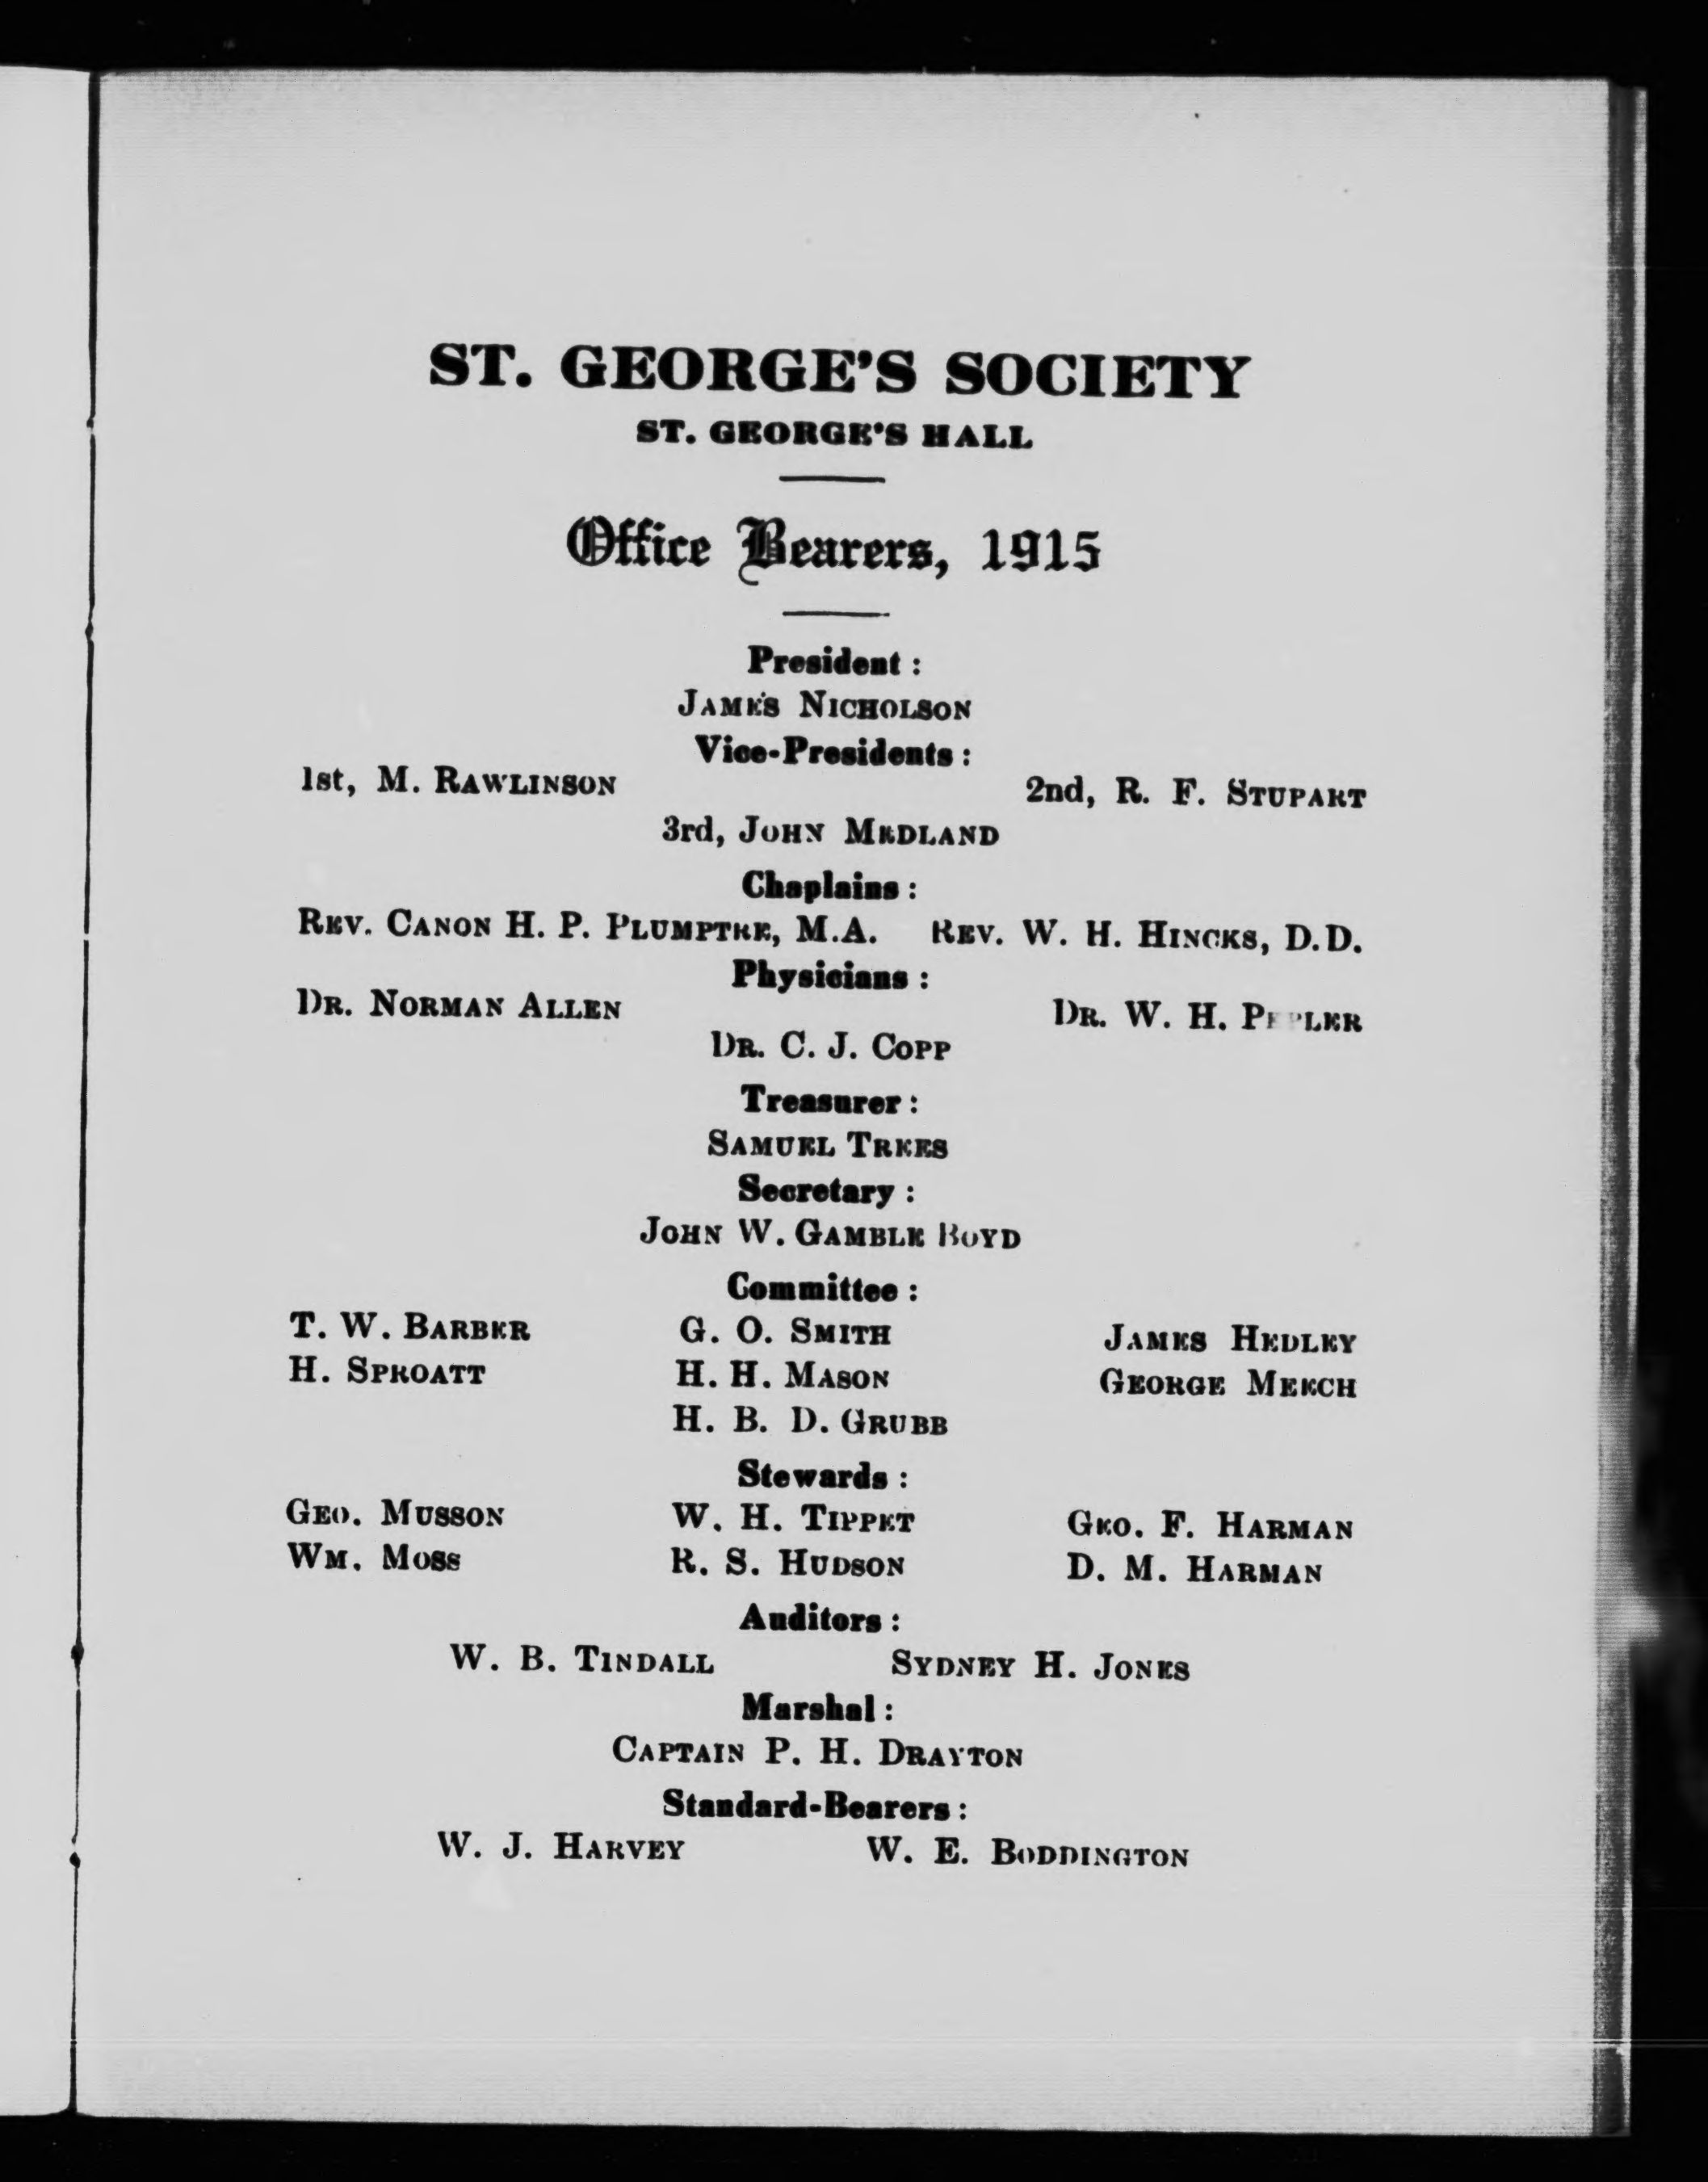 ST. GEORGE'S SOCIETY
ST. GEORGE'S HALL
Office Bearers, 1915
President :
JAMES NICHOLSON
Vice-Presidents :
1st, M. RAWLINSON 2nd, R. F. STUPART
3rd, JOHN MEDLAND
Chaplains :
REV. CANON H. P. PLUMPTRE, M.A. REV. W. H. HINCKS, D.D.
Physicians :
DR. NORMAN ALLEN DR. W. H.
DR. C. J. COPP
Treasurer :
SAMUEL TREES
Secretary :
JOHN W. GAMBLE BOYD
Committee :
T. W. BARBER G. O. SMITH JAMES HEDLEY
H. SPROATT H. H. MASON GEORGE MEECH
H. B. D. GRUBB
Stewards :
GEO. MUSSON W. H. TIPPET GEO. F. HARMAN
WM. MOSS R. S. HUDSON D. M. HARMAN
Auditors :
W. B. TINDALL SYDNEY H. JONES
Marshal :
CAPTAIN P. H. DRAYTON
Standard-Bearers :
W. J. HARVEY W. E. BODDINGTON